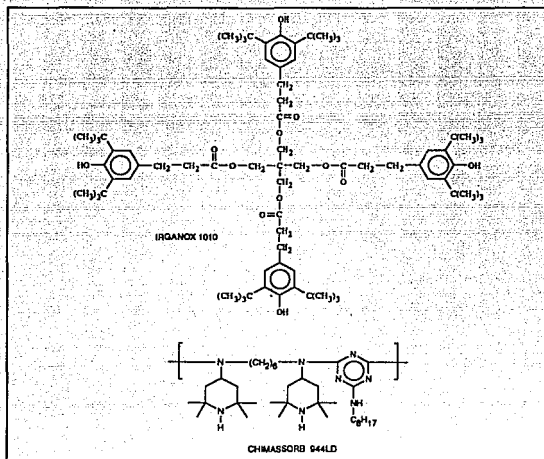 OH
(CH₃)₃C C(CH₃)₃
CH₂
CH₂
C=O
O
(CH₃)₃C CH₂ C(CH₃)₃
HO CH₂ CH₂ C O CH₂ C CH₂ O C CH₂ CH₂ OH
O O
(CH₃)₃C CH₂ C(CH₃)₃
O
O=C
IRGANOX 1010 CH₂
CH₂
(CH₃)₃C C(CH₃)₃
OH
N (CH₂)₆ N N N
N
N N NH
H H C₈H₁₇
CHIMASSORB 944LD